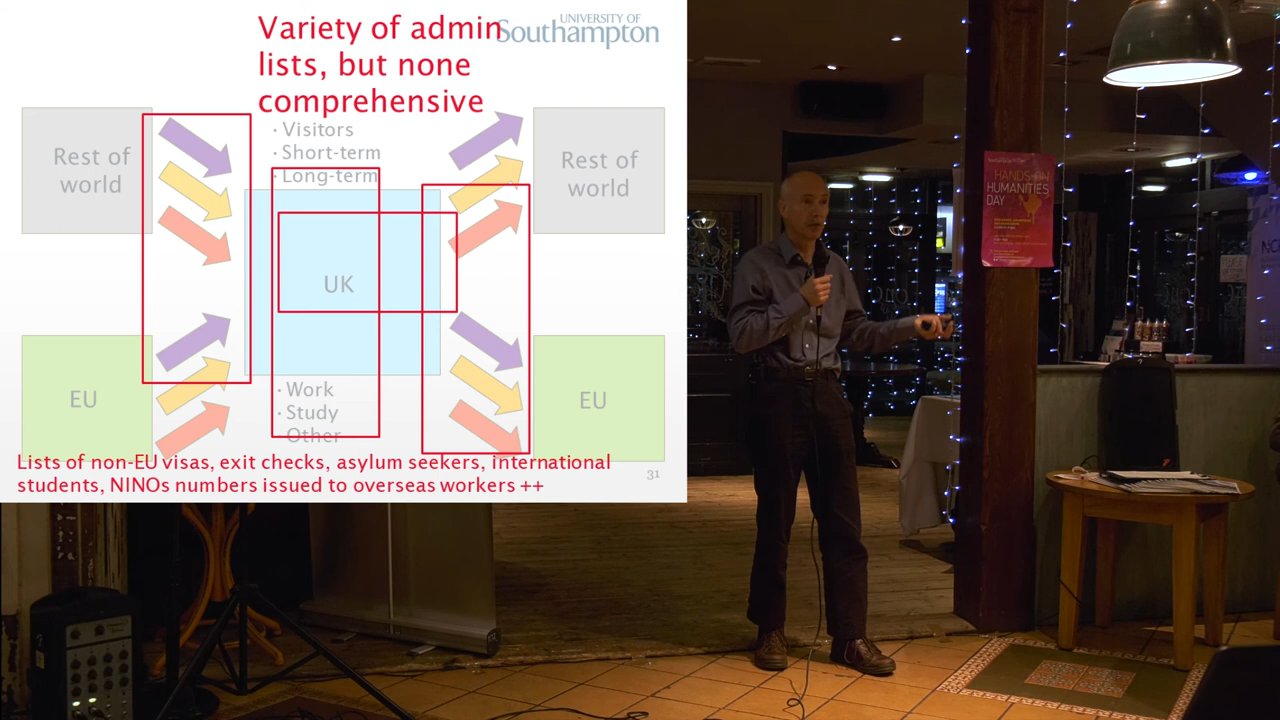 Variety of admin
lists, but none
comprehensive
UNIVERSITY OF
Southampton
· Visitors
· Short-term
· Long-term
Rest of
world
Rest of
world
UK
EU
EU
· Work
· Study
Other
Lists of non-EU visas, exit checks, asylum seekers, international
students, NINOs numbers issued to overseas workers ++
31
HANDS-ON
HUMANITIES
DAY